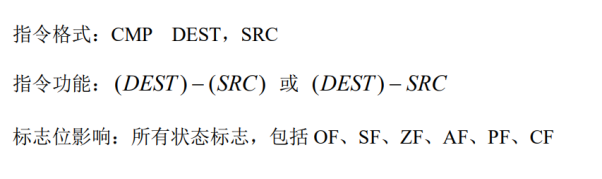 指令格式：CMP DEST，SRC
指令功能：(DEST)－(SRC) 或 (DEST)－SRC
标志位影响：所有状态标志，包括 OF、SF、ZF、AF、PF、CF